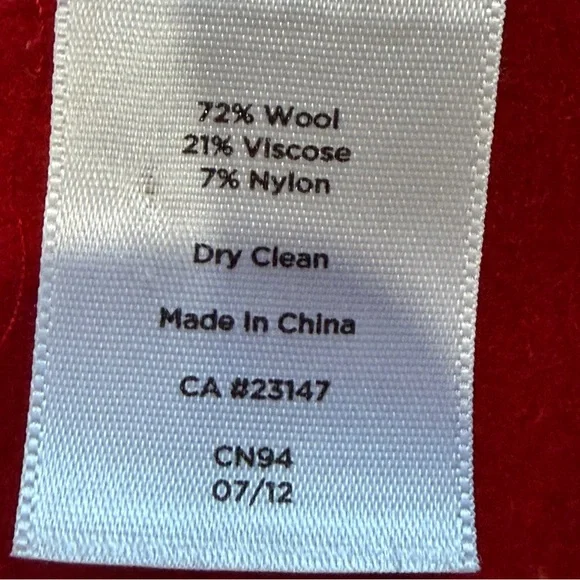 72% Wool
21% Viscose
7% Nylon
Dry Clean
Made In China
CA #23147
CN94
07/12